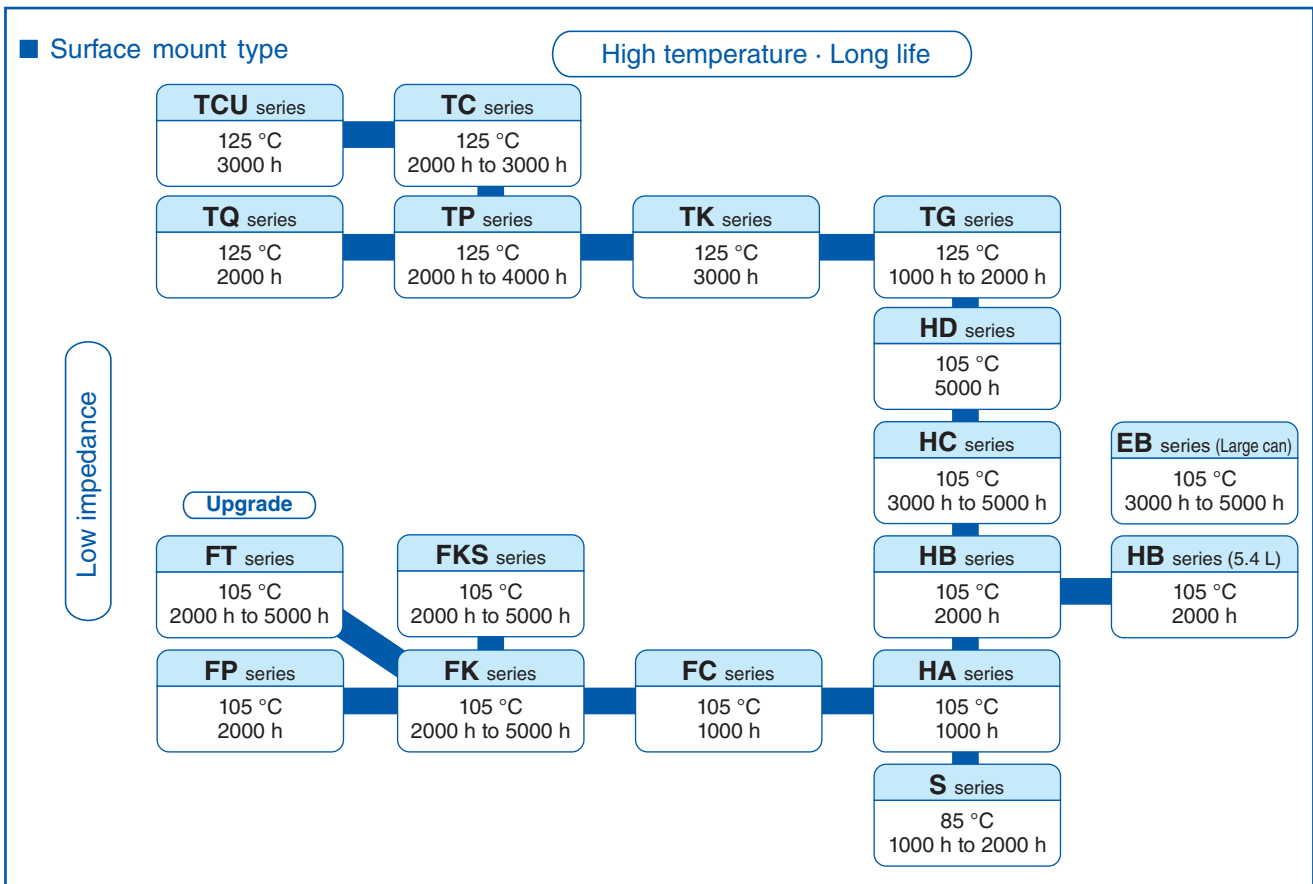 ■ Surface mount type
High temperature · Long life
TCU series
125 °C
3000 h
TC series
125 °C
2000 h to 3000 h
TQ series
125 °C
2000 h
TP series
125 °C
2000 h to 4000 h
TK series
125 °C
3000 h
TG series
125 °C
1000 h to 2000 h
HD series
105 °C
5000 h
Low impedance
HC series
105 °C
3000 h to 5000 h
EB series (Large can)
105 °C
3000 h to 5000 h
Upgrade
FT series
105 °C
2000 h to 5000 h
FKS series
105 °C
2000 h to 5000 h
HB series
105 °C
2000 h
HB series (5.4 L)
105 °C
2000 h
FP series
105 °C
2000 h
FK series
105 °C
2000 h to 5000 h
FC series
105 °C
1000 h
HA series
105 °C
1000 h
S series
85 °C
1000 h to 2000 h